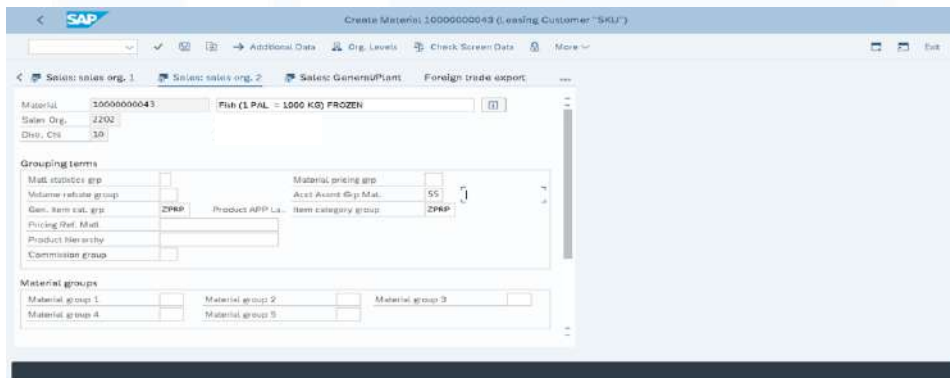 SAP
Create Material 10000000043 (Leasing Customer "SKU")
Additional Data Org. Levels Check Screen Data More Exit
Sales: sales org. 1 Sales: sales org. 2 Sales: General/Plant Foreign trade export ...
Material 10000000043 Fish (1 PAL = 1000 KG) FROZEN
Sales Org. 2202
Distr. Chl 10
Grouping terms
Matl statistics grp Material pricing grp
Volume rebate group Acct Assmt Grp Mat. 55
Gen. item cat. grp ZPRP Product APP La.. Item category group ZPRP
Pricing Ref. Matl
Product hierarchy
Commission group
Material groups
Material group 1 Material group 2 Material group 3
Material group 4 Material group 5